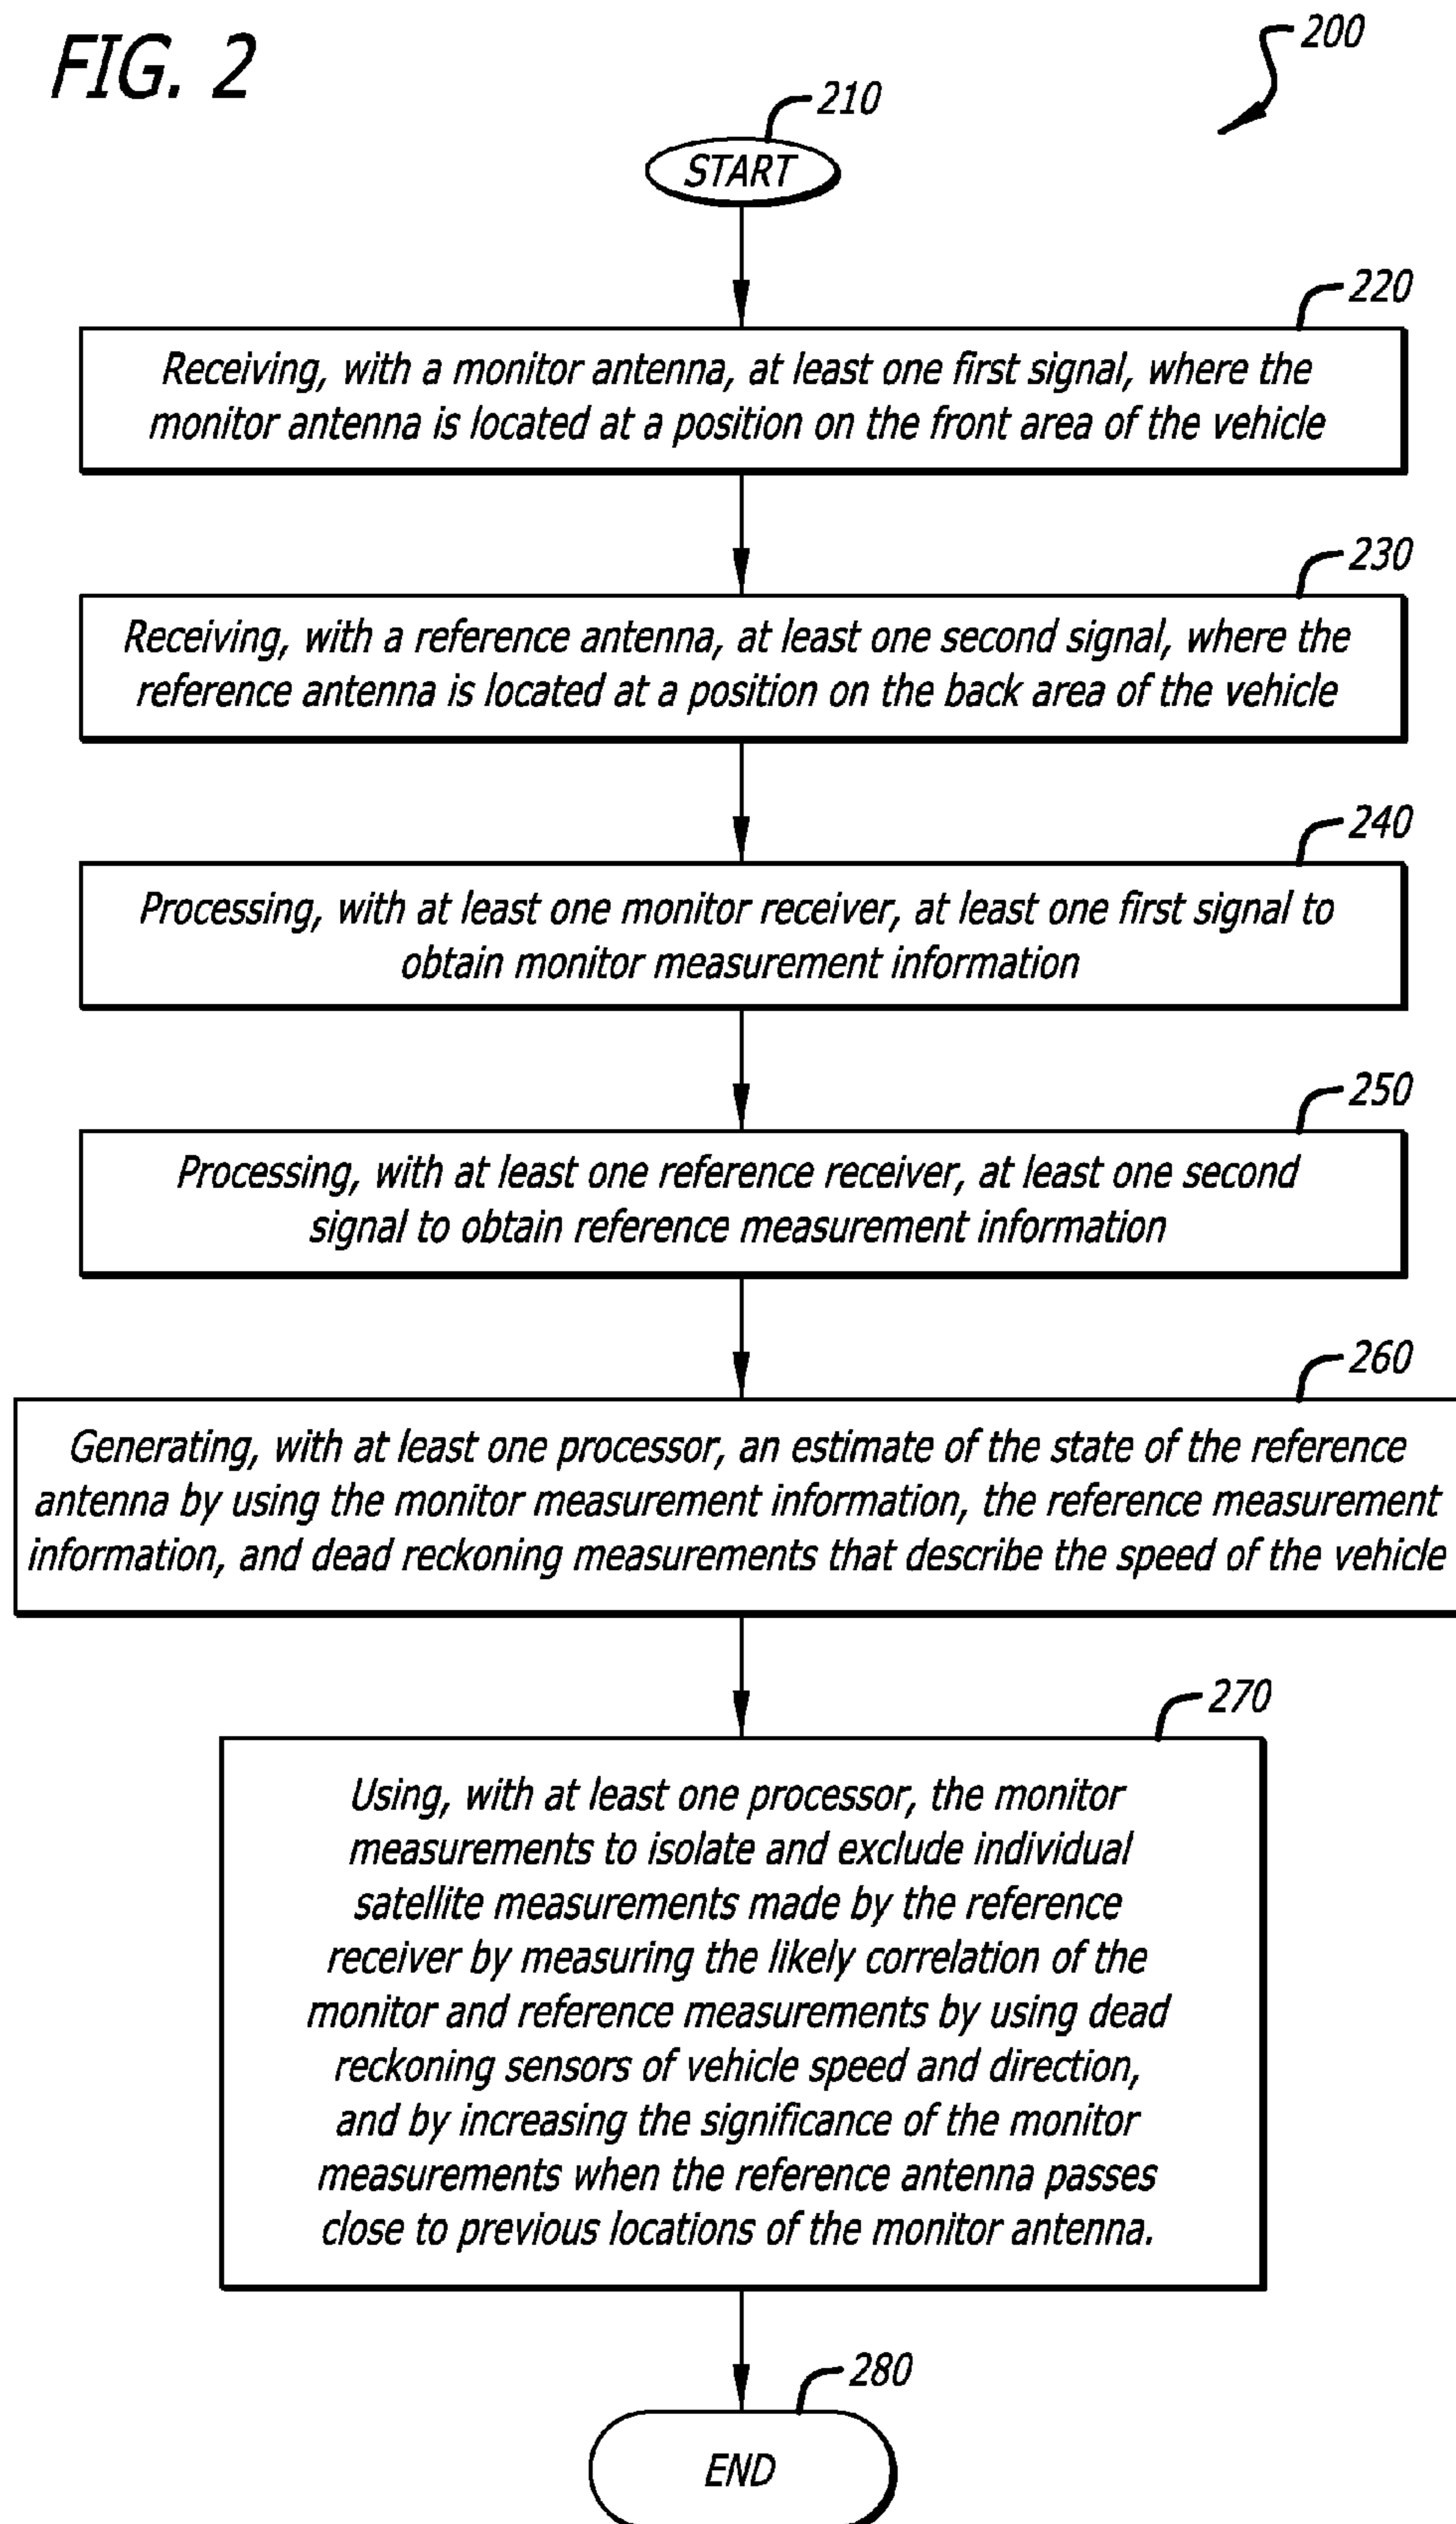 FIG. 2
200
210
START
220
Receiving, with a monitor antenna, at least one first signal, where the
monitor antenna is located at a position on the front area of the vehicle
230
Receiving, with a reference antenna, at least one second signal, where the
reference antenna is located at a position on the back area of the vehicle
240
Processing, with at least one monitor receiver, at least one first signal to
obtain monitor measurement information
250
Processing, with at least one reference receiver, at least one second
signal to obtain reference measurement information
260
Generating, with at least one processor, an estimate of the state of the reference
antenna by using the monitor measurement information, the reference measurement
information, and dead reckoning measurements that describe the speed of the vehicle
270
Using, with at least one processor, the monitor
measurements to isolate and exclude individual
satellite measurements made by the reference
receiver by measuring the likely correlation of the
monitor and reference measurements by using dead
reckoning sensors of vehicle speed and direction,
and by increasing the significance of the monitor
measurements when the reference antenna passes
close to previous locations of the monitor antenna.
280
END